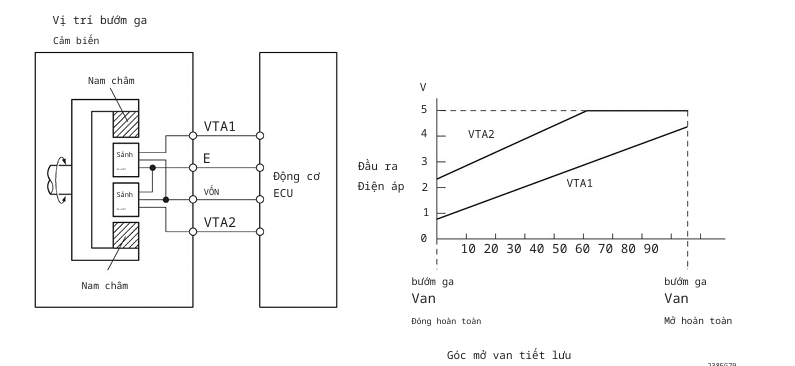 Vị trí bướm ga
Cảm biến
Nam châm
Sảnh
Sảnh
Nam châm
VTA1
E
VỐN
VTA2
Động cơ
ECU
Đầu ra
Điện áp
V
5
4
3
2
1
0
VTA2
VTA1
10 20 30 40 50 60 70 80 90
bướm ga
Van
Đóng hoàn toàn
bướm ga
Van
Mở hoàn toàn
Góc mở van tiết lưu